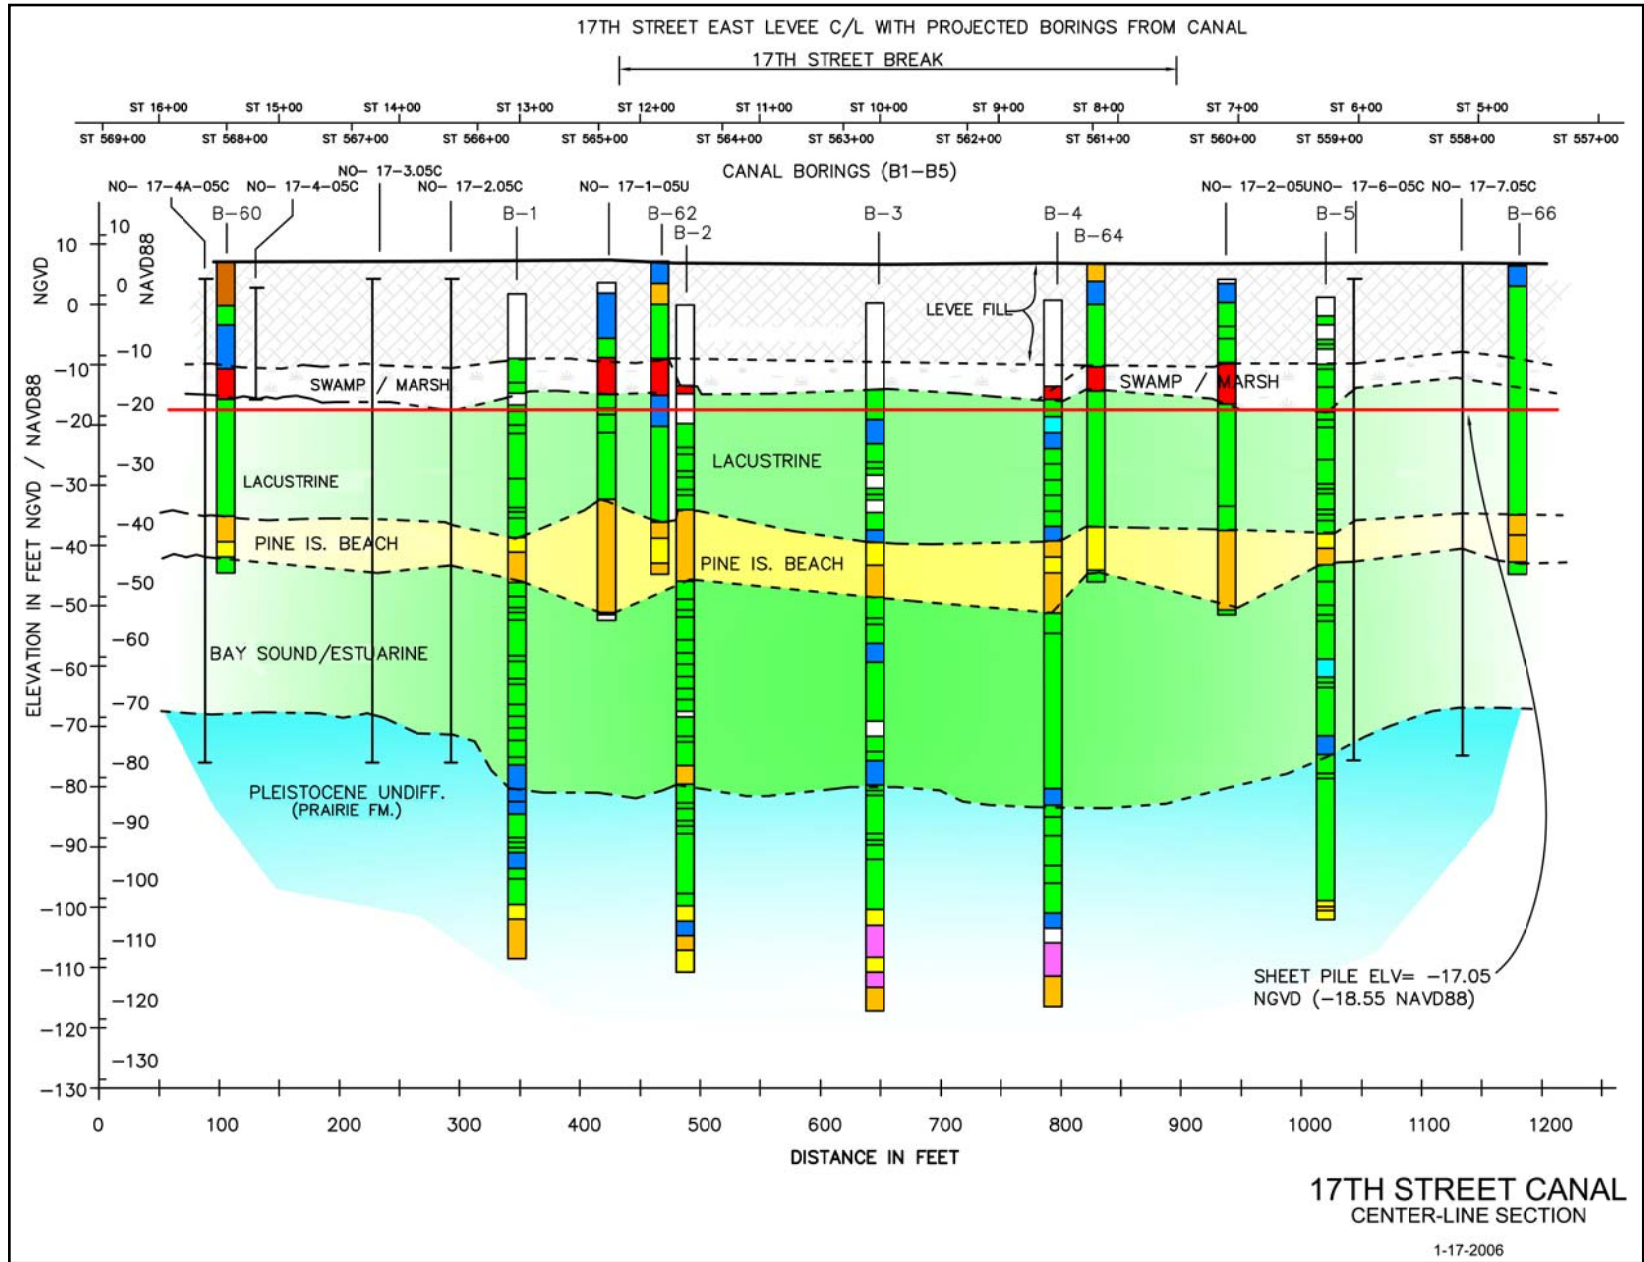 17TH STREET EAST LEVEE C/L WITH PROJECTED BORINGS FROM CANAL
17TH STREET BREAK
ST 16+00 ST 15+00 ST 14+00 ST 13+00 ST 12+00 ST 11+00 ST 10+00 ST 9+00 ST 8+00 ST 7+00 ST 6+00 ST 5+00
ST 569+00 ST 568+00 ST 567+00 ST 566+00 ST 565+00 ST 564+00 ST 563+00 ST 562+00 ST 561+00 ST 560+00 ST 559+00 ST 558+00 ST 557+00
CANAL BORINGS (B1-B5)
NO- 17-3.05C
NO- 17-4A-05C NO- 17-4-05C NO- 17-2.05C NO- 17-1-05U NO- 17-2-05UNO- 17-6-05C NO- 17-7.05C
B-60 B-1 B-62 B-3 B-4 B-5 B-66
B-2 B-64
NGVD
NAVD88
ELEVATION IN FEET NGVD / NAVD88
10
0
-10
-20
-30
-40
-50
-60
-70
-80
-90
-100
-110
-120
-130
10
0
-10
-20
-30
-40
-50
-60
-70
-80
-90
-100
-110
-120
-130
LEVEE FILL
SWAMP / MARSH SWAMP / MARSH
LACUSTRINE
LACUSTRINE
PINE IS. BEACH
PINE IS. BEACH
BAY SOUND/ESTUARINE
PLEISTOCENE UNDIFF.
(PRAIRIE FM.)
SHEET PILE ELV= -17.05
NGVD (-18.55 NAVD88)
0 100 200 300 400 500 600 700 800 900 1000 1100 1200
DISTANCE IN FEET
17TH STREET CANAL
CENTER-LINE SECTION
1-17-2006